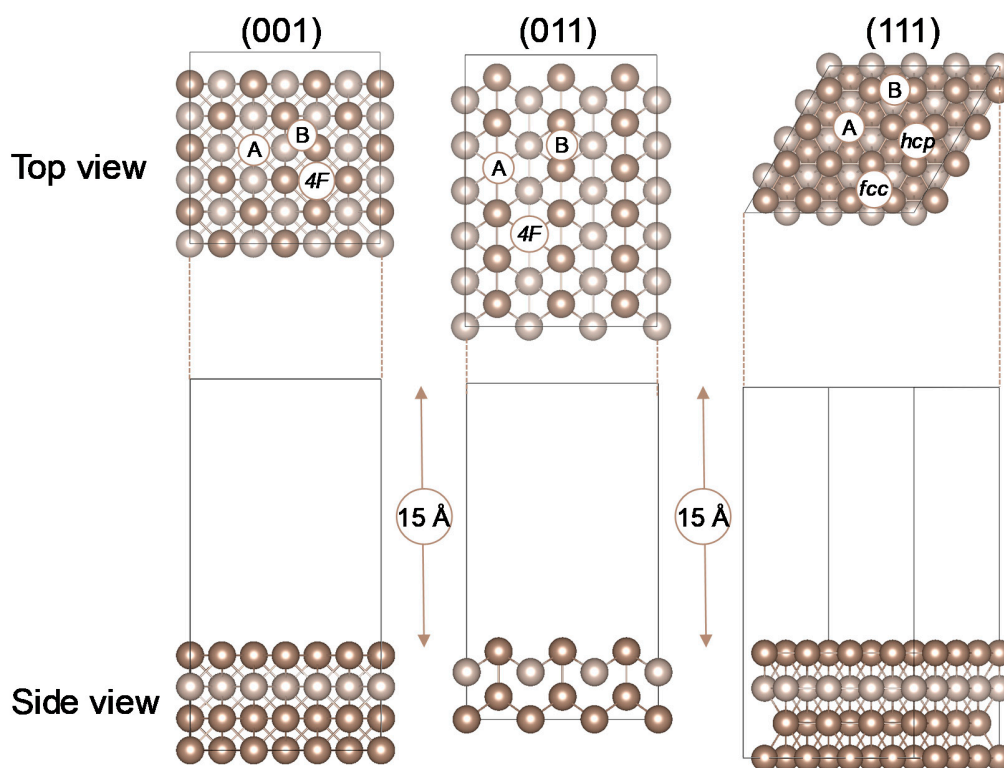 (001)
(011)
(111)
Top view
A
B
4F
A
B
4F
A
B
hcp
fcc
15 Å
15 Å
Side view